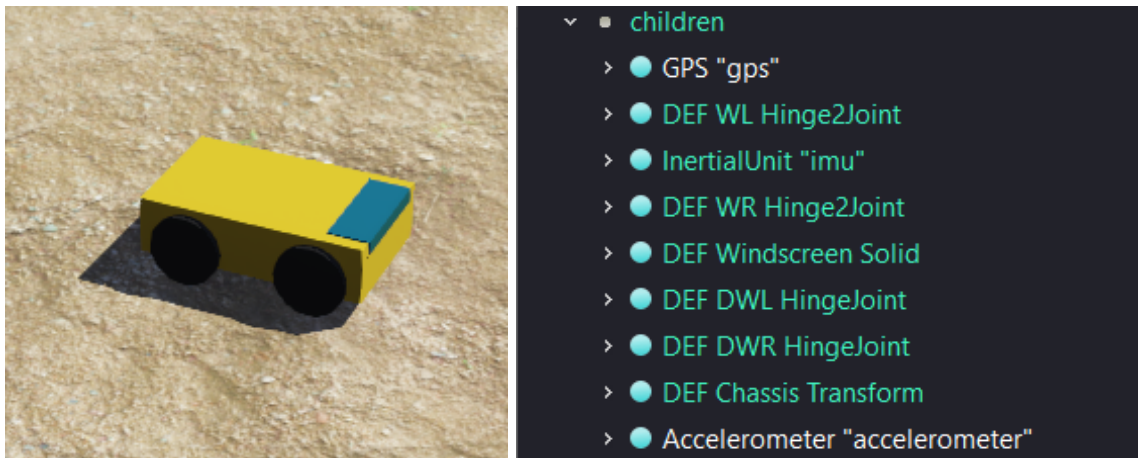 children
GPS "gps"
DEF WL Hinge2Joint
InertialUnit "imu"
DEF WR Hinge2Joint
DEF Windscreen Solid
DEF DWL HingeJoint
DEF DWR HingeJoint
DEF Chassis Transform
Accelerometer "accelerometer"